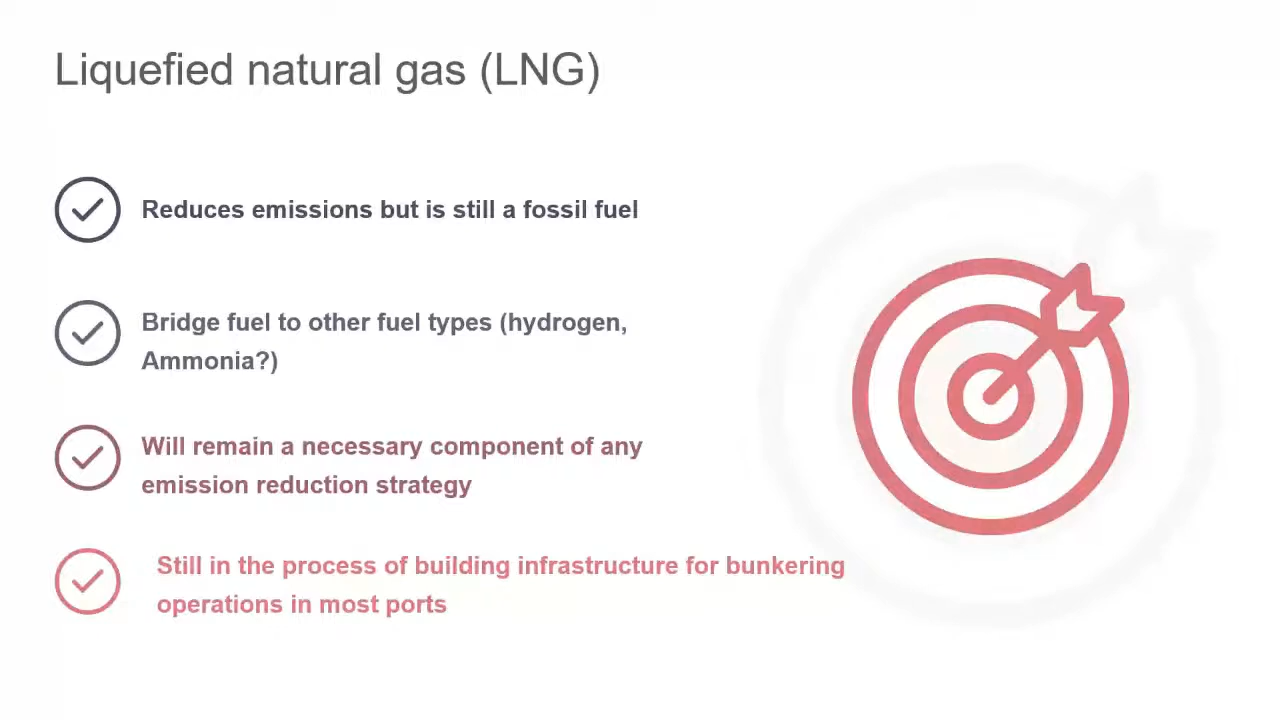 Liquefied natural gas (LNG)
Reduces emissions but is still a fossil fuel
Bridge fuel to other fuel types (hydrogen,
Ammonia?)
Will remain a necessary component of any
emission reduction strategy
Still in the process of building infrastructure for bunkering
operations in most ports